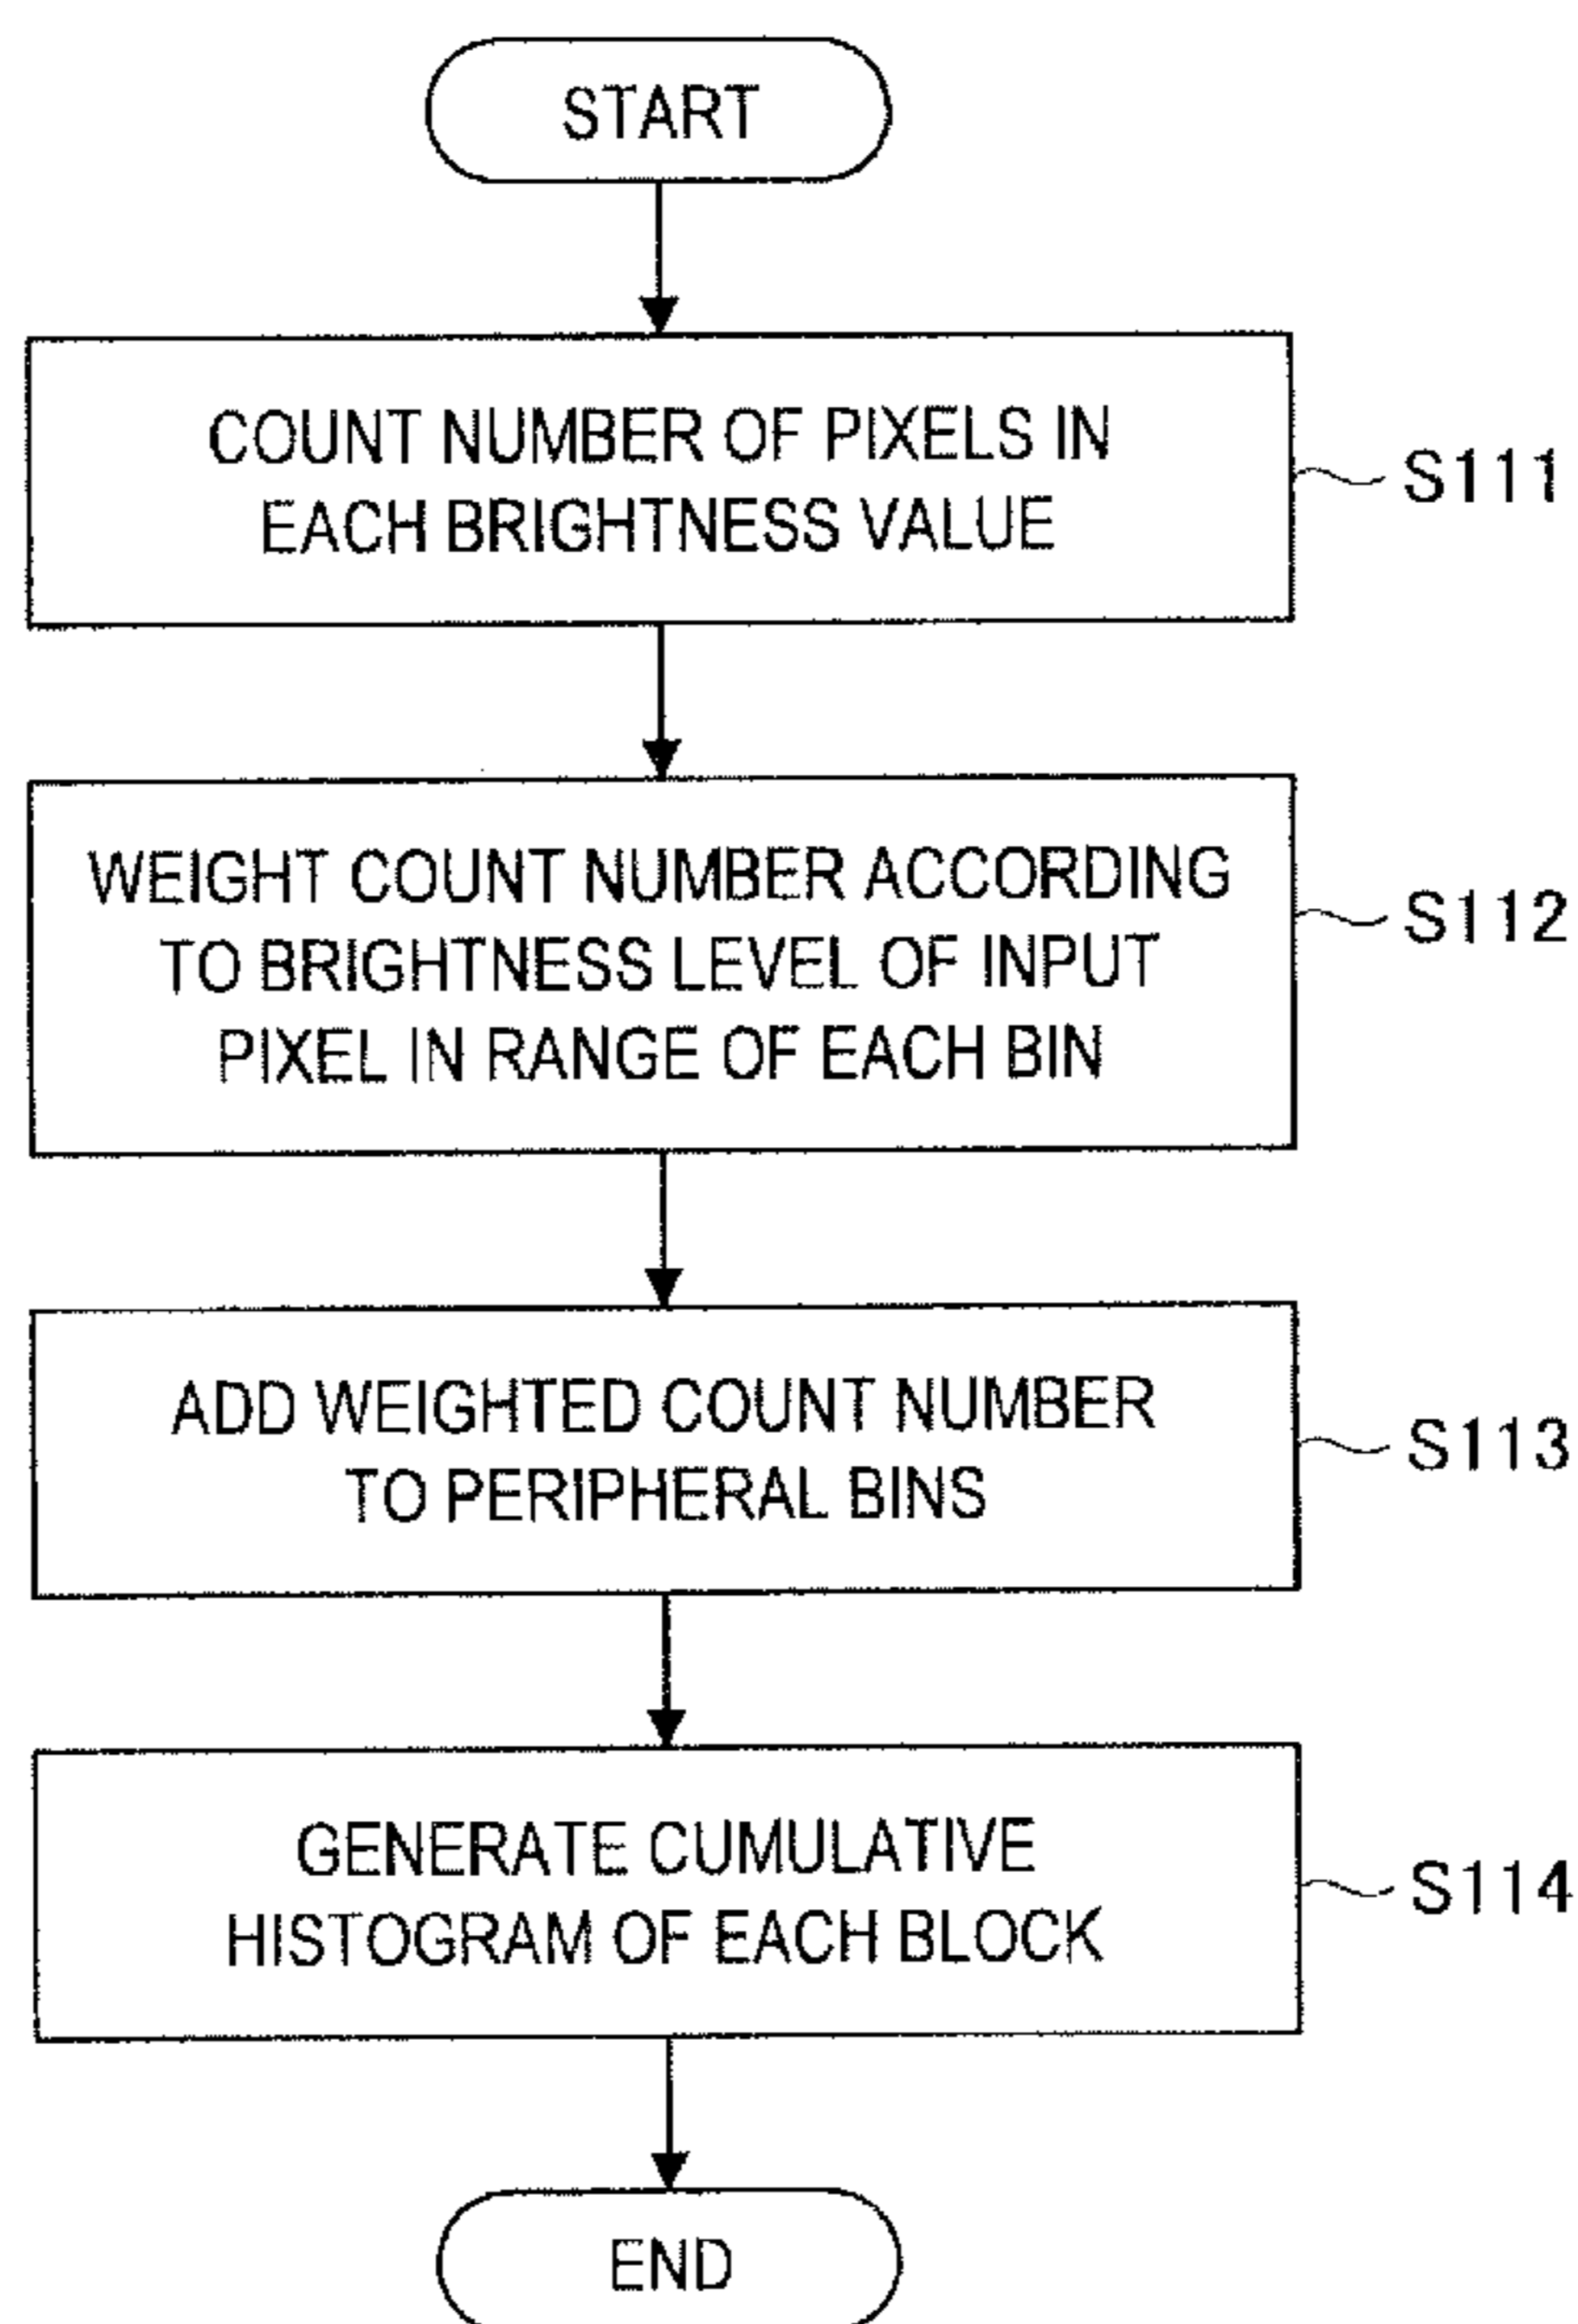 START
COUNT NUMBER OF PIXELS IN
EACH BRIGHTNESS VALUE
S111
WEIGHT COUNT NUMBER ACCORDING
TO BRIGHTNESS LEVEL OF INPUT
PIXEL IN RANGE OF EACH BIN
S112
ADD WEIGHTED COUNT NUMBER
TO PERIPHERAL BINS
S113
GENERATE CUMULATIVE
HISTOGRAM OF EACH BLOCK
S114
END